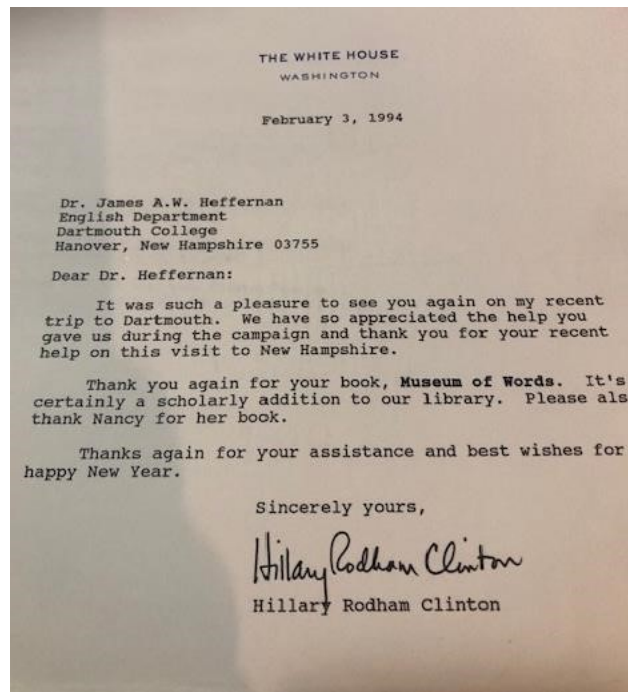 THE WHITE HOUSE
WASHINGTON
February 3, 1994
Dr. James A.W. Heffernan
English Department
Dartmouth College
Hanover, New Hampshire 03755
Dear Dr. Heffernan:
It was such a pleasure to see you again on my recent
trip to Dartmouth. We have so appreciated the help you
gave us during the campaign and thank you for your recent
help on this visit to New Hampshire.
Thank you again for your book, Museum of Words. It's
certainly a scholarly addition to our library. Please als
thank Nancy for her book.
Thanks again for your assistance and best wishes for
happy New Year.
Sincerely yours,
Hillary Rodham Clinton
Hillary Rodham Clinton